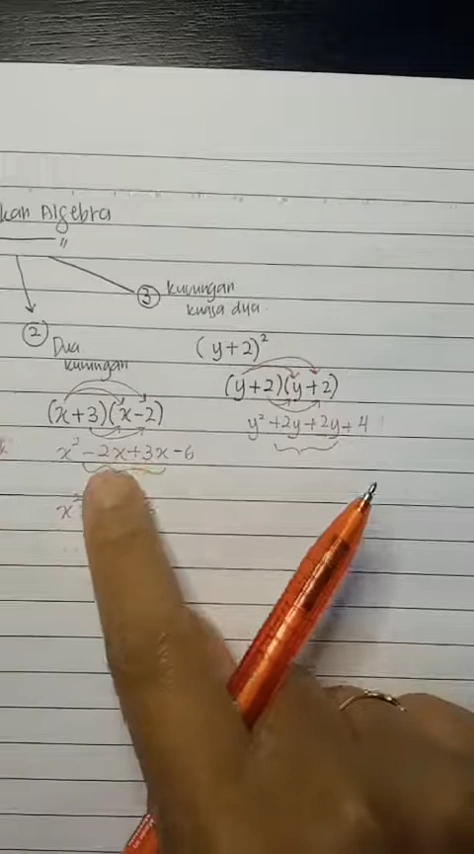 kan Algebra
③ kurungan
kuasa dua.
② Dua
kurungan
(x+3)(x-2)
x² - 2x + 3x - 6
x²
(y+2)²
(y+2)(y+2)
y² + 2y + 2y + 4